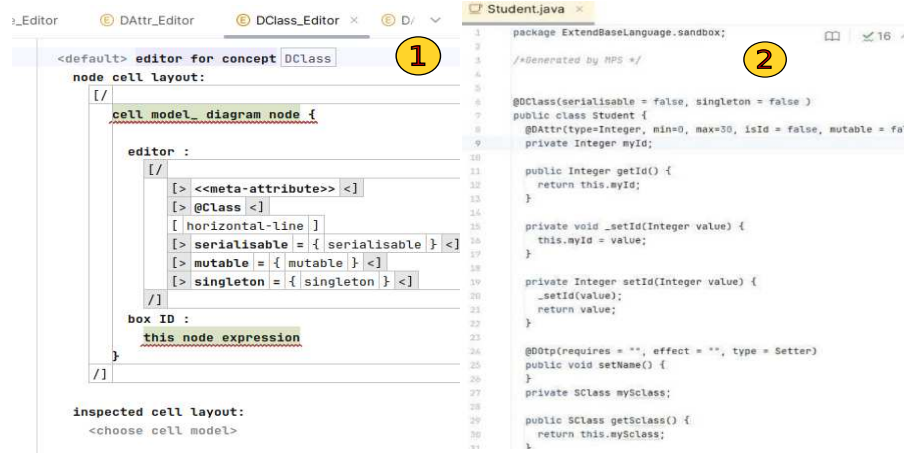 e_Editor DAttr_Editor DClass_Editor × D/
1
<default> editor for concept DClass
node cell layout:
[/
cell model_ diagram node {
editor :
[/
[> <<meta-attribute>> <]
[> @Class <]
[ horizontal-line ]
[> serialisable = { serialisable } <]
[> mutable = { mutable } <]
[> singleton = { singleton } <]
/]
box ID :
this node expression
}
/]
inspected cell layout:
<choose cell model>
Student.java ×
2
16
1 package ExtendBaseLanguage.sandbox;
2
3 /*Generated by MPS */
4
5
6 @DClass(serialisable = false, singleton = false )
7 public class Student {
8 @DAttr(type=Integer, min=0, max=30, isId = false, mutable = fa
9 private Integer myId;
10
11 public Integer getId() {
12 return this.myId;
13 }
14
15 private void _setId(Integer value) {
16 this.myId = value;
17 }
18
19 private Integer setId(Integer value) {
20 _setId(value);
21 return value;
22 }
23
24 @DOtp(requires = "", effect = "", type = Setter)
25 public void setName() {
26 }
27 private SClass mySclass;
28
29 public SClass getSclass() {
30 return this.mySclass;
31 }